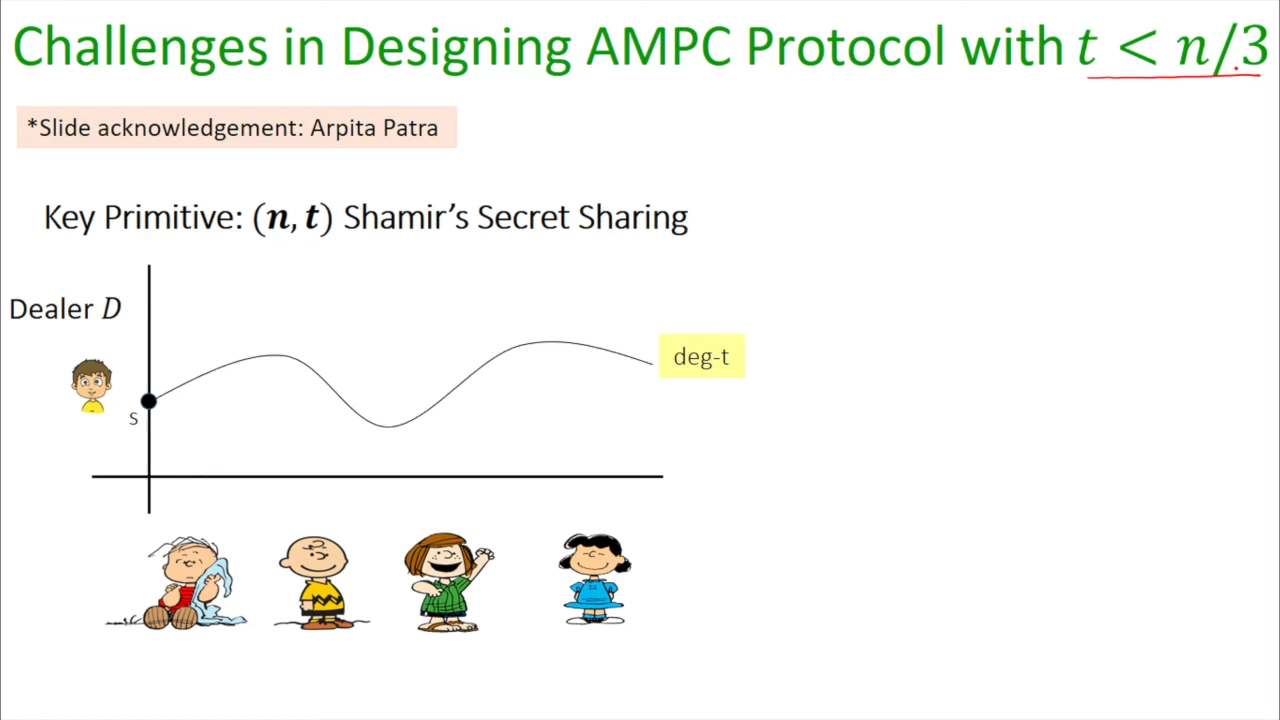 Challenges in Designing AMPC Protocol with t < n/3
*Slide acknowledgement: Arpita Patra
Key Primitive: (n, t) Shamir's Secret Sharing
Dealer D
deg-t
s